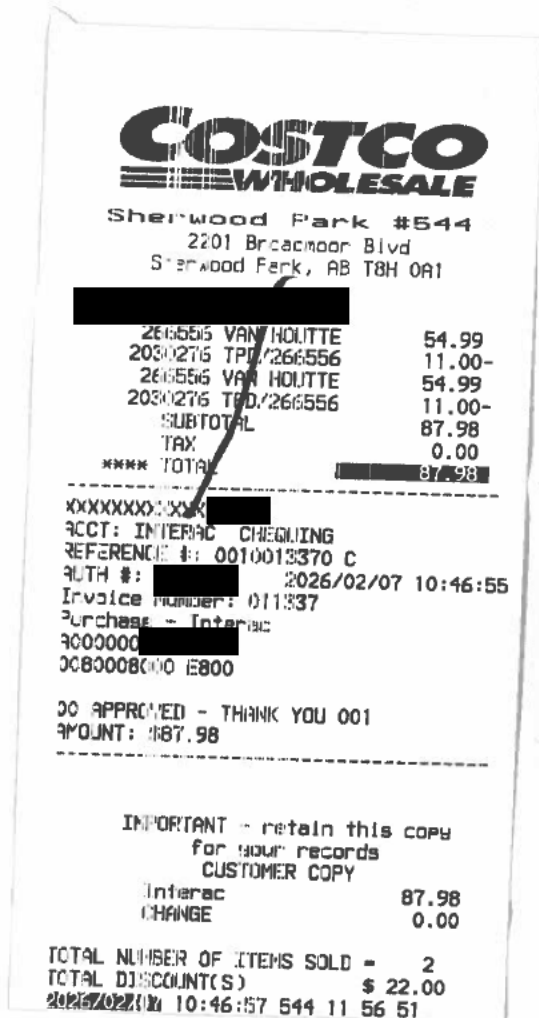 COSTCO
WHOLESALE
Sherwood Park #544
2201 Broadmoor Blvd
Sherwood Park, AB T8H 0A1
266556 VAN HOUTTE 54.99
2030276 TPD/266556 11.00-
266556 VAN HOUTTE 54.99
2030276 TPD/266556 11.00-
SUBTOTAL 87.98
TAX 0.00
**** TOTAL 87.98
XXXXXXXXXXXX
ACCT: INTERAC CHEQUING
REFERENCE #: 0010013370 C
AUTH #: 2026/02/07 10:46:55
Invoice Number: 011337
Purchase - Interac
A000000
0080008000 E800
00 APPROVED - THANK YOU 001
AMOUNT: $87.98
IMPORTANT - retain this copy
for your records
CUSTOMER COPY
Interac 87.98
CHANGE 0.00
TOTAL NUMBER OF ITEMS SOLD = 2
TOTAL DISCOUNT(S) $ 22.00
2026/02/07 10:46:57 544 11 56 51